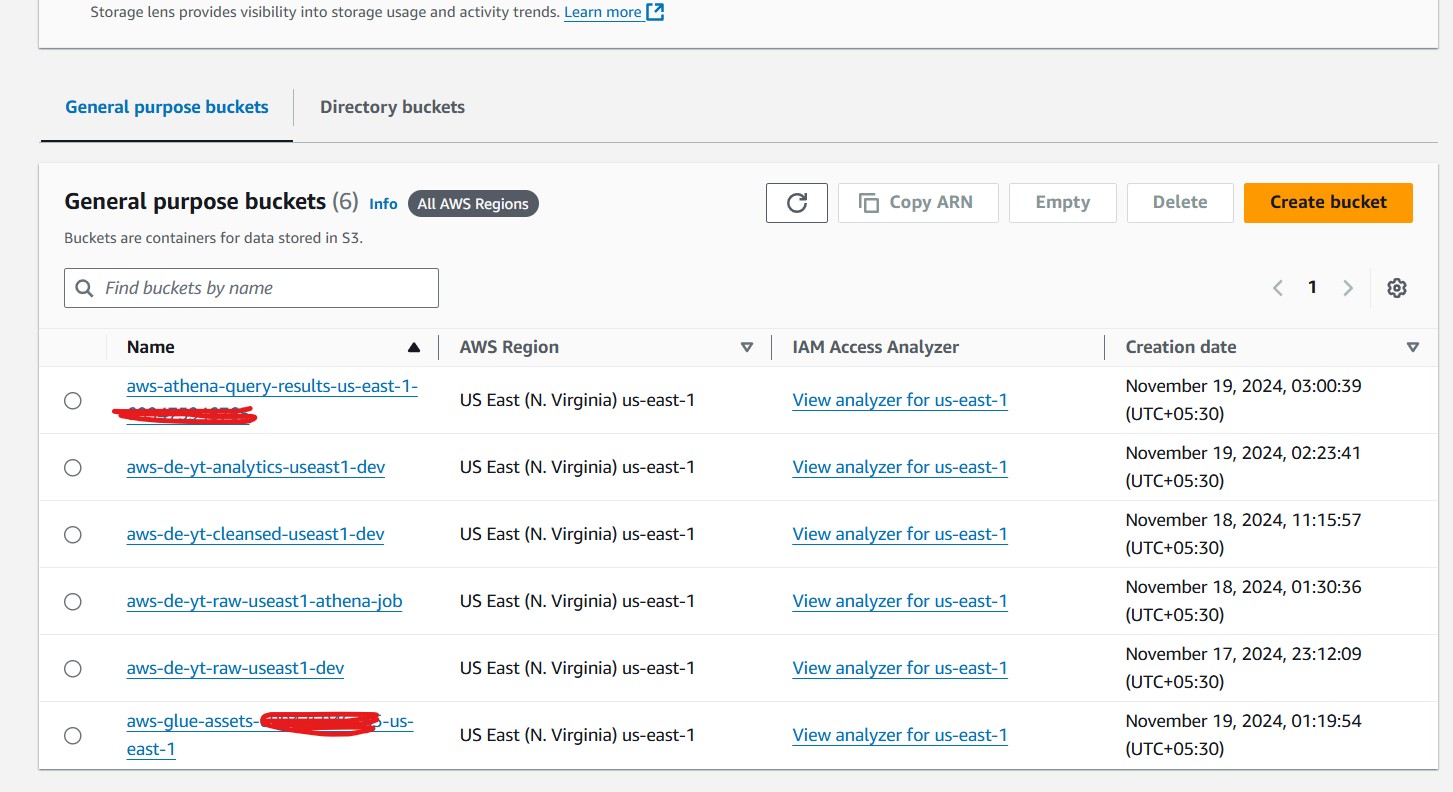 Storage lens provides visibility into storage usage and activity trends. Learn more
General purpose buckets
Directory buckets
General purpose buckets (6) Info All AWS Regions
Copy ARN
Empty
Delete
Create bucket
Buckets are containers for data stored in S3.
Find buckets by name
1
Name
AWS Region
IAM Access Analyzer
Creation date
aws-athena-query-results-us-east-1-
US East (N. Virginia) us-east-1
View analyzer for us-east-1
November 19, 2024, 03:00:39
(UTC+05:30)
aws-de-yt-analytics-useast1-dev
US East (N. Virginia) us-east-1
View analyzer for us-east-1
November 19, 2024, 02:23:41
(UTC+05:30)
aws-de-yt-cleansed-useast1-dev
US East (N. Virginia) us-east-1
View analyzer for us-east-1
November 18, 2024, 11:15:57
(UTC+05:30)
aws-de-yt-raw-useast1-athena-job
US East (N. Virginia) us-east-1
View analyzer for us-east-1
November 18, 2024, 01:30:36
(UTC+05:30)
aws-de-yt-raw-useast1-dev
US East (N. Virginia) us-east-1
View analyzer for us-east-1
November 17, 2024, 23:12:09
(UTC+05:30)
aws-glue-assets- -us-
east-1
US East (N. Virginia) us-east-1
View analyzer for us-east-1
November 19, 2024, 01:19:54
(UTC+05:30)